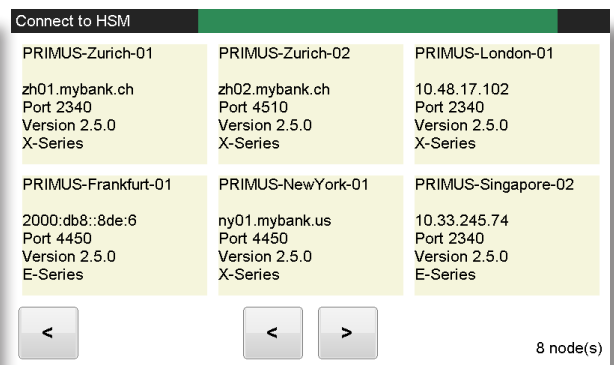 Connect to HSM
PRIMUS-Zurich-01
zh01.mybank.ch
Port 2340
Version 2.5.0
X-Series
PRIMUS-Zurich-02
zh02.mybank.ch
Port 4510
Version 2.5.0
X-Series
PRIMUS-London-01
10.48.17.102
Port 2340
Version 2.5.0
X-Series
PRIMUS-Frankfurt-01
2000:db8::8de:6
Port 4450
Version 2.5.0
E-Series
PRIMUS-NewYork-01
ny01.mybank.us
Port 4450
Version 2.5.0
X-Series
PRIMUS-Singapore-02
10.33.245.74
Port 2340
Version 2.5.0
E-Series
< < >
8 node(s)